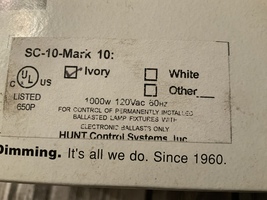 SC-10-Mark 10:
Ivory
White
C UL US
LISTED
650P
Other
1000w 120Vac 60Hz
FOR CONTROL OF PERMANENTLY INSTALLED
BALLASTED LAMP FIXTURES WITH
ELECTRONIC BALLASTS ONLY
HUNT Control Systems, Inc
Dimming. It's all we do. Since 1960.